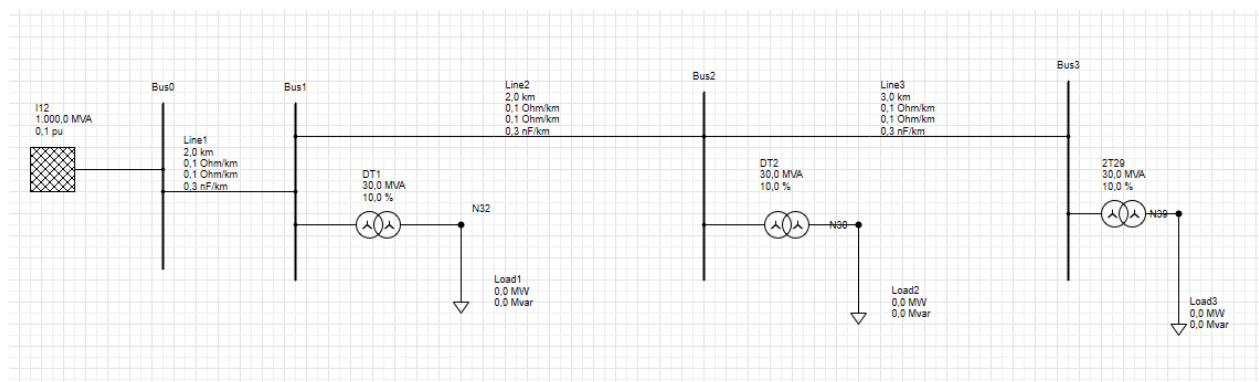 I12
1.000,0 MVA
0,1 pu
Bus0
Line1
2,0 km
0,1 Ohm/km
0,1 Ohm/km
0,3 nF/km
Bus1
DT1
30,0 MVA
10,0 %
N32
Load1
0,0 MW
0,0 Mvar
Line2
2,0 km
0,1 Ohm/km
0,1 Ohm/km
0,3 nF/km
Bus2
DT2
30,0 MVA
10,0 %
N36
Load2
0,0 MW
0,0 Mvar
Line3
3,0 km
0,1 Ohm/km
0,1 Ohm/km
0,3 nF/km
Bus3
2T29
30,0 MVA
10,0 %
N39
Load3
0,0 MW
0,0 Mvar